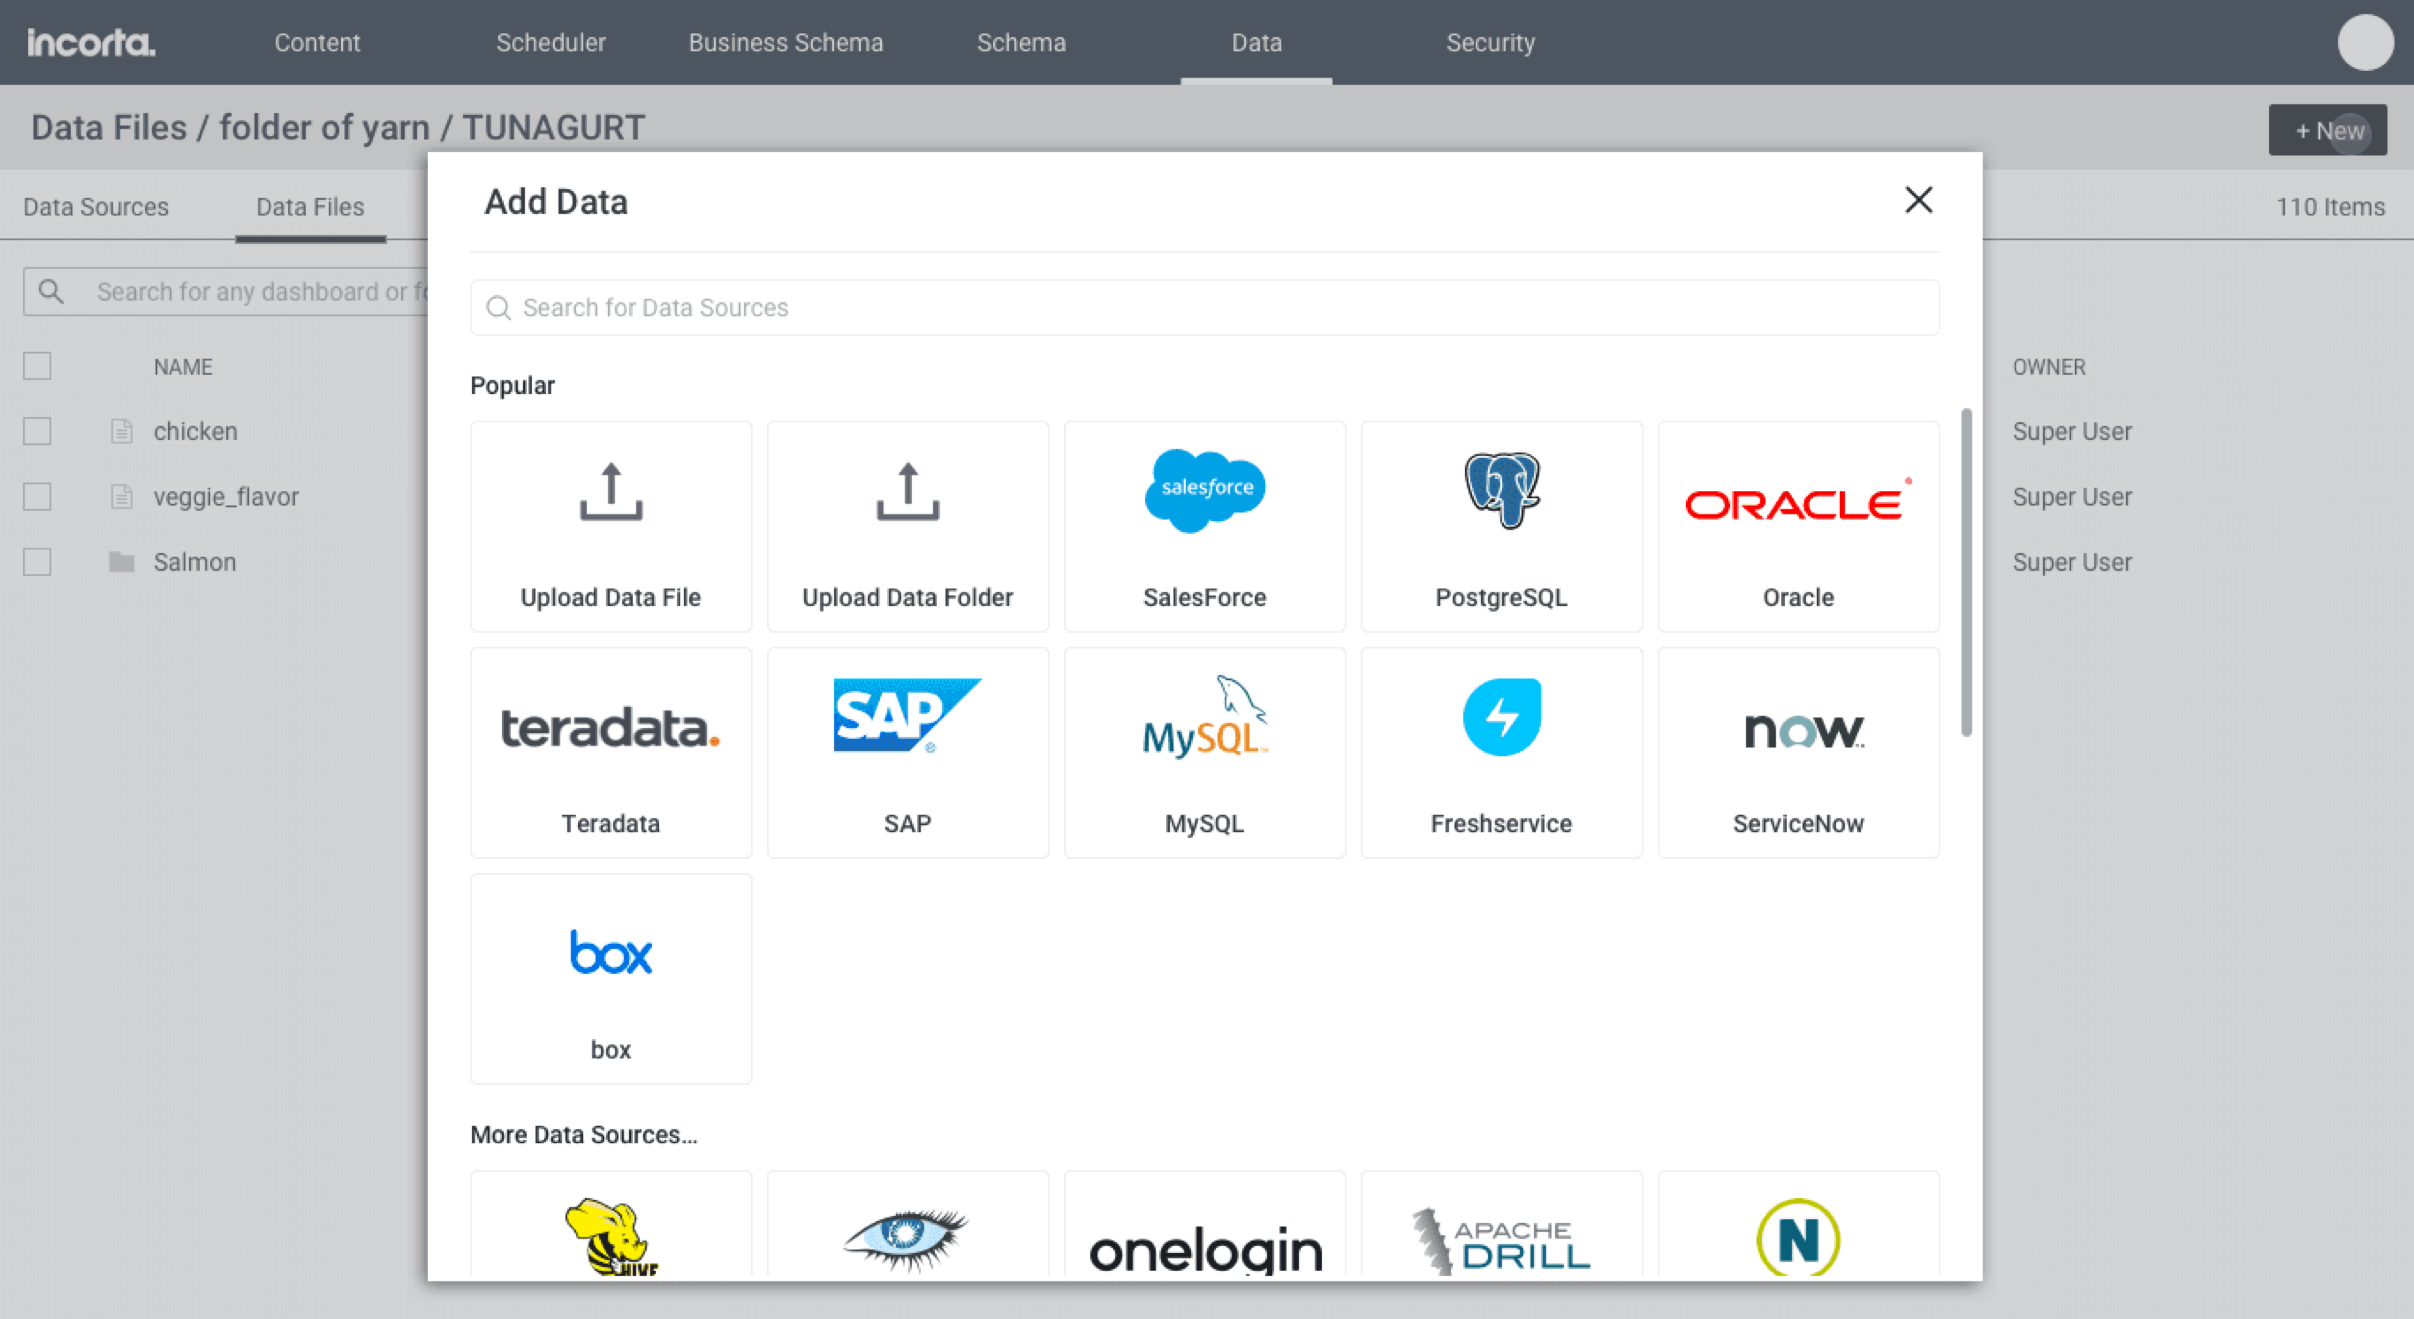 incorta.
Content
Scheduler
Business Schema
Schema
Data
Security
Data Files / folder of yarn / TUNAGURT
+ New
Data Sources
Data Files
110 Items
Add Data
Search for any dashboard or fo
Search for Data Sources
NAME
OWNER
Popular
chicken
Super User
veggie_flavor
Super User
Salmon
Super User
salesforce
ORACLE
Upload Data File
Upload Data Folder
SalesForce
PostgreSQL
Oracle
teradata.
SAP ®
MySQL™
now™
Teradata
SAP
MySQL
Freshservice
ServiceNow
box
box
More Data Sources...
HIVE
onelogin
APACHE
DRILL
N